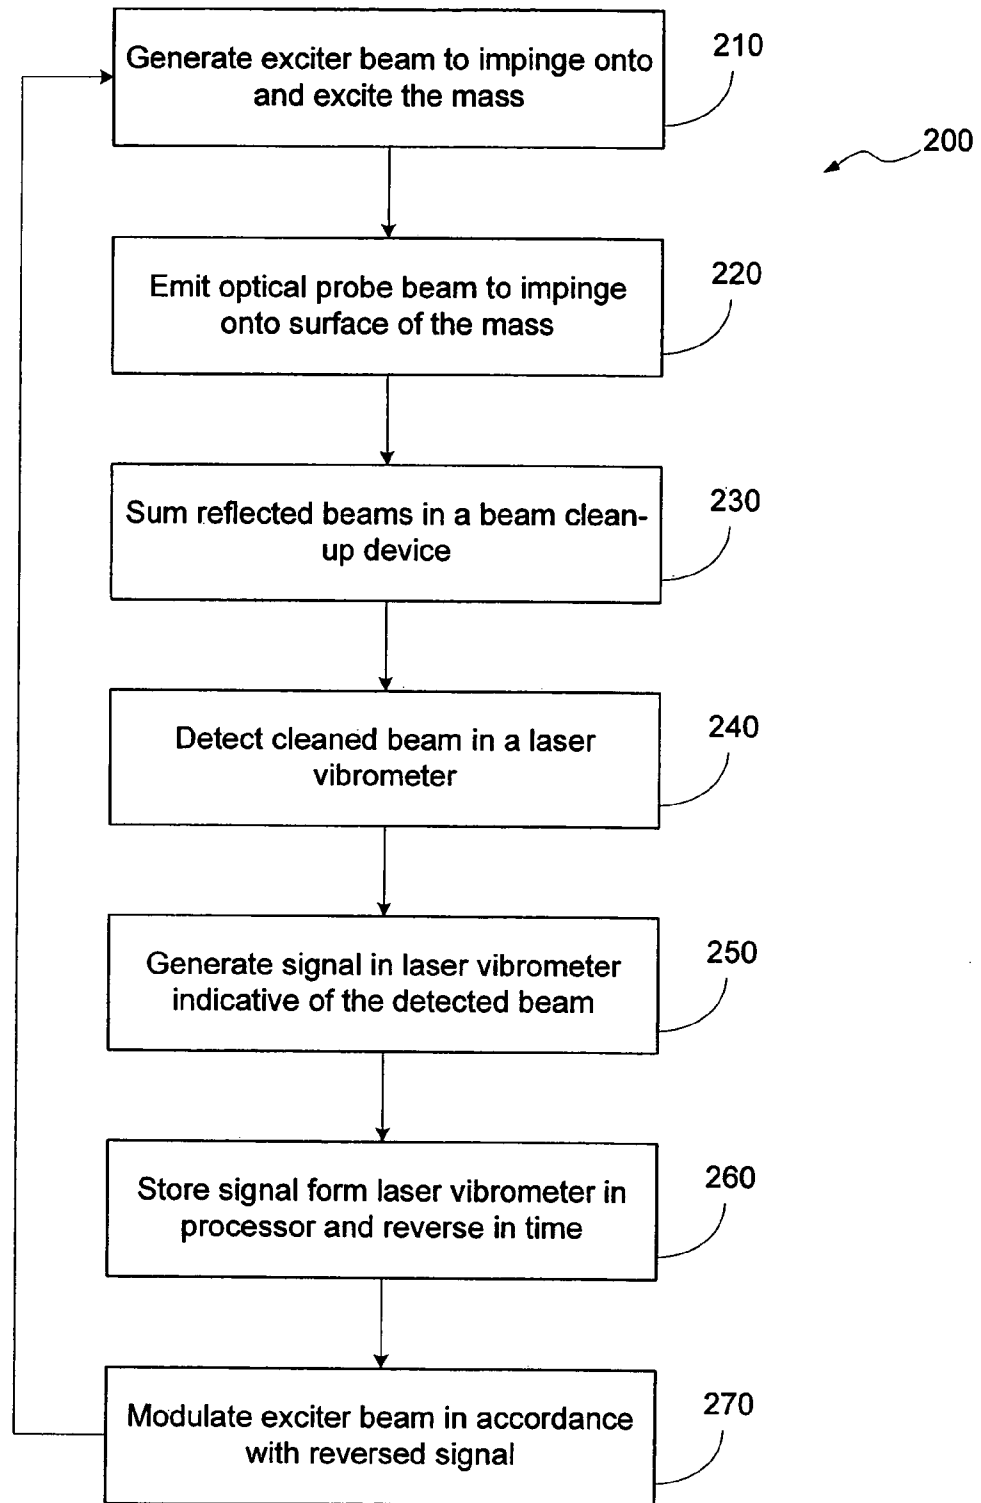 Generate exciter beam to impinge onto
and excite the mass
210
200
Emit optical probe beam to impinge
onto surface of the mass
220
Sum reflected beams in a beam clean-
up device
230
Detect cleaned beam in a laser
vibrometer
240
Generate signal in laser vibrometer
indicative of the detected beam
250
Store signal form laser vibrometer in
processor and reverse in time
260
Modulate exciter beam in accordance
with reversed signal
270